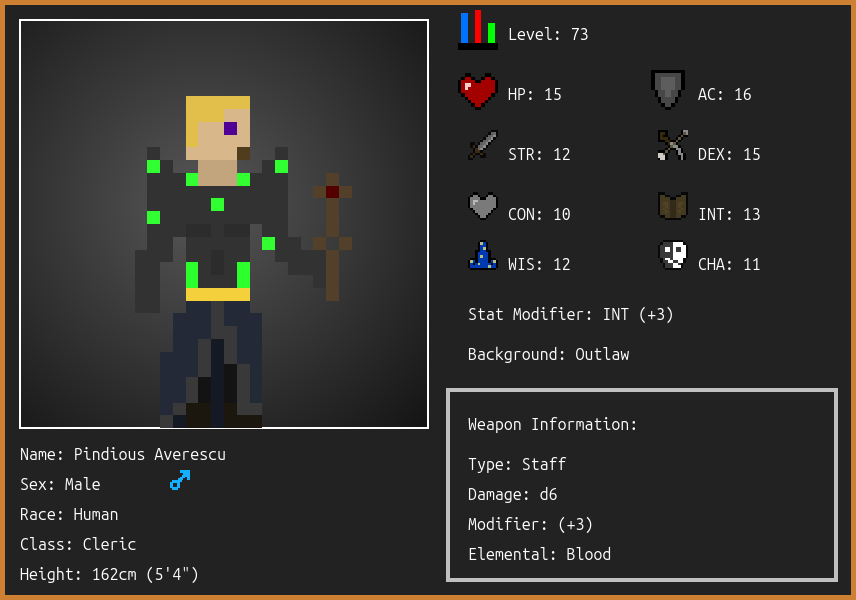 Level: 73
HP: 15
AC: 16
STR: 12
DEX: 15
CON: 10
INT: 13
WIS: 12
CHA: 11
Stat Modifier: INT (+3)
Background: Outlaw
Weapon Information:
Type: Staff
Damage: d6
Modifier: (+3)
Elemental: Blood
Name: Pindious Averescu
Sex: Male
Race: Human
Class: Cleric
Height: 162cm (5'4")